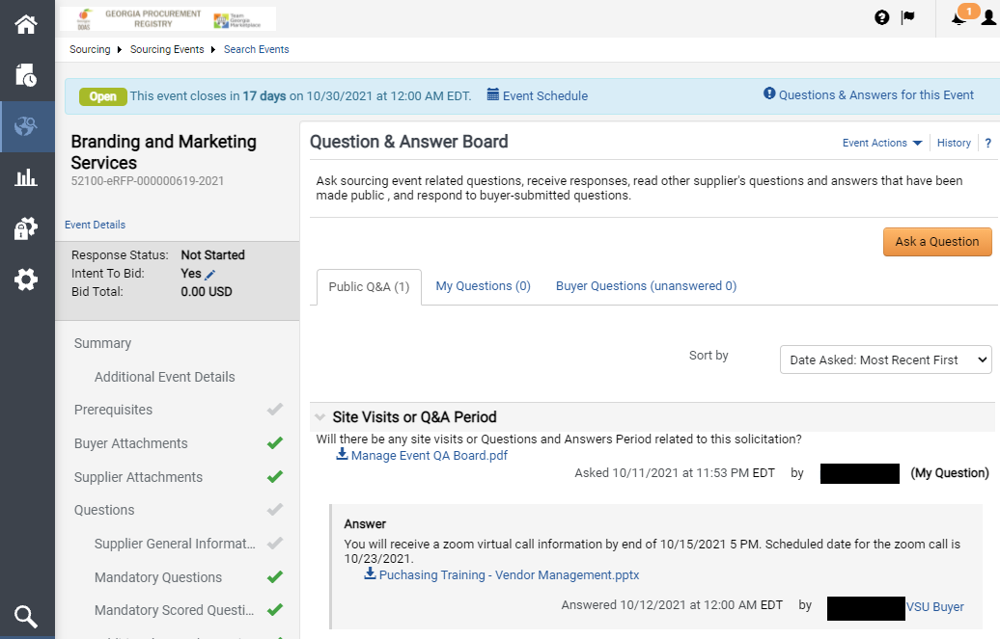 GEORGIA PROCUREMENT
REGISTRY
DOAS
Team
Georgia
Marketplace
1
Sourcing
Sourcing Events
Search Events
Open This event closes in 17 days on 10/30/2021 at 12:00 AM EDT.
Event Schedule
Questions & Answers for this Event
Branding and Marketing
Services
52100-eRFP-000000619-2021
Event Details
Response Status: Not Started
Intent To Bid: Yes
Bid Total: 0.00 USD
Summary
Additional Event Details
Prerequisites
Buyer Attachments
Supplier Attachments
Questions
Supplier General Informat...
Mandatory Questions
Mandatory Scored Questi...
Question & Answer Board
Event Actions
History
?
Ask sourcing event related questions, receive responses, read other supplier's questions and answers that have been
made public , and respond to buyer-submitted questions.
Ask a Question
Public Q&A (1)
My Questions (0)
Buyer Questions (unanswered 0)
Sort by
Date Asked: Most Recent First
Site Visits or Q&A Period
Will there be any site visits or Questions and Answers Period related to this solicitation?
Manage Event QA Board.pdf
Asked 10/11/2021 at 11:53 PM EDT by (My Question)
Answer
You will receive a zoom virtual call information by end of 10/15/2021 5 PM. Scheduled date for the zoom call is
10/23/2021.
Puchasing Training - Vendor Management.pptx
Answered 10/12/2021 at 12:00 AM EDT by VSU Buyer